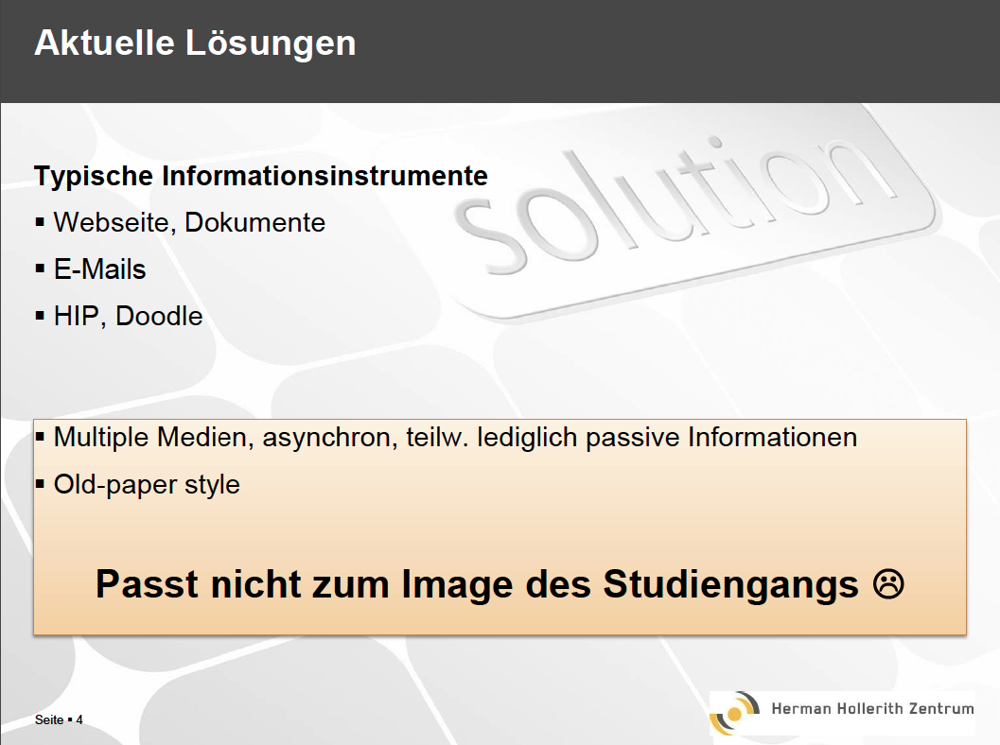 Aktuelle Lösungen
solution
Typische Informationsinstrumente
▪ Webseite, Dokumente
▪ E-Mails
▪ HIP, Doodle
▪ Multiple Medien, asynchron, teilw. lediglich passive Informationen
▪ Old-paper style
Passt nicht zum Image des Studiengangs ☹
Seite ▪ 4
Herman Hollerith Zentrum